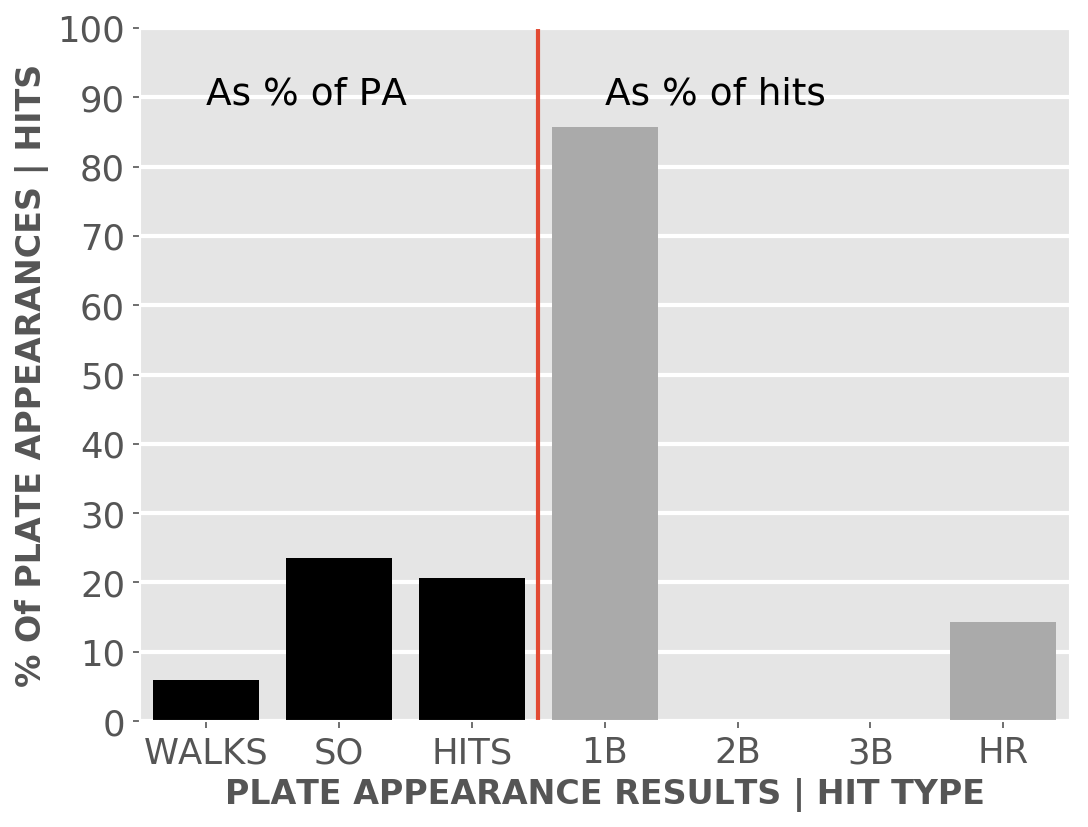 % Of PLATE APPEARANCES | HITS
100
90
80
70
60
50
40
30
20
10
0
As % of PA
As % of hits
WALKS SO HITS 1B 2B 3B HR
PLATE APPEARANCE RESULTS | HIT TYPE